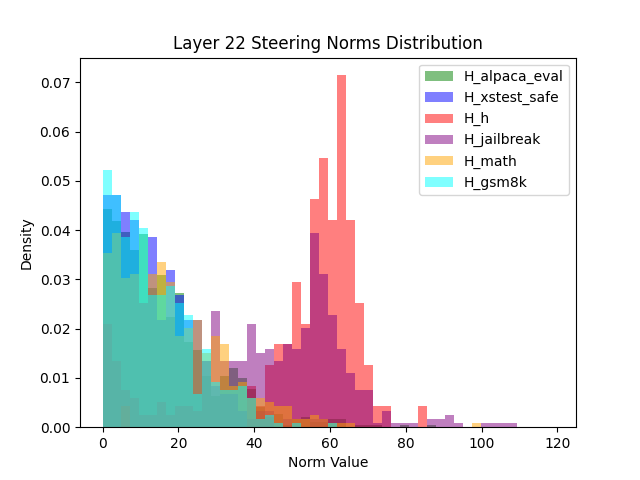 Layer 22 Steering Norms Distribution
H_alpaca_eval
H_xstest_safe
H_h
H_jailbreak
H_math
H_gsm8k
Density
0.07
0.06
0.05
0.04
0.03
0.02
0.01
0.00
0
20
40
60
80
100
120
Norm Value